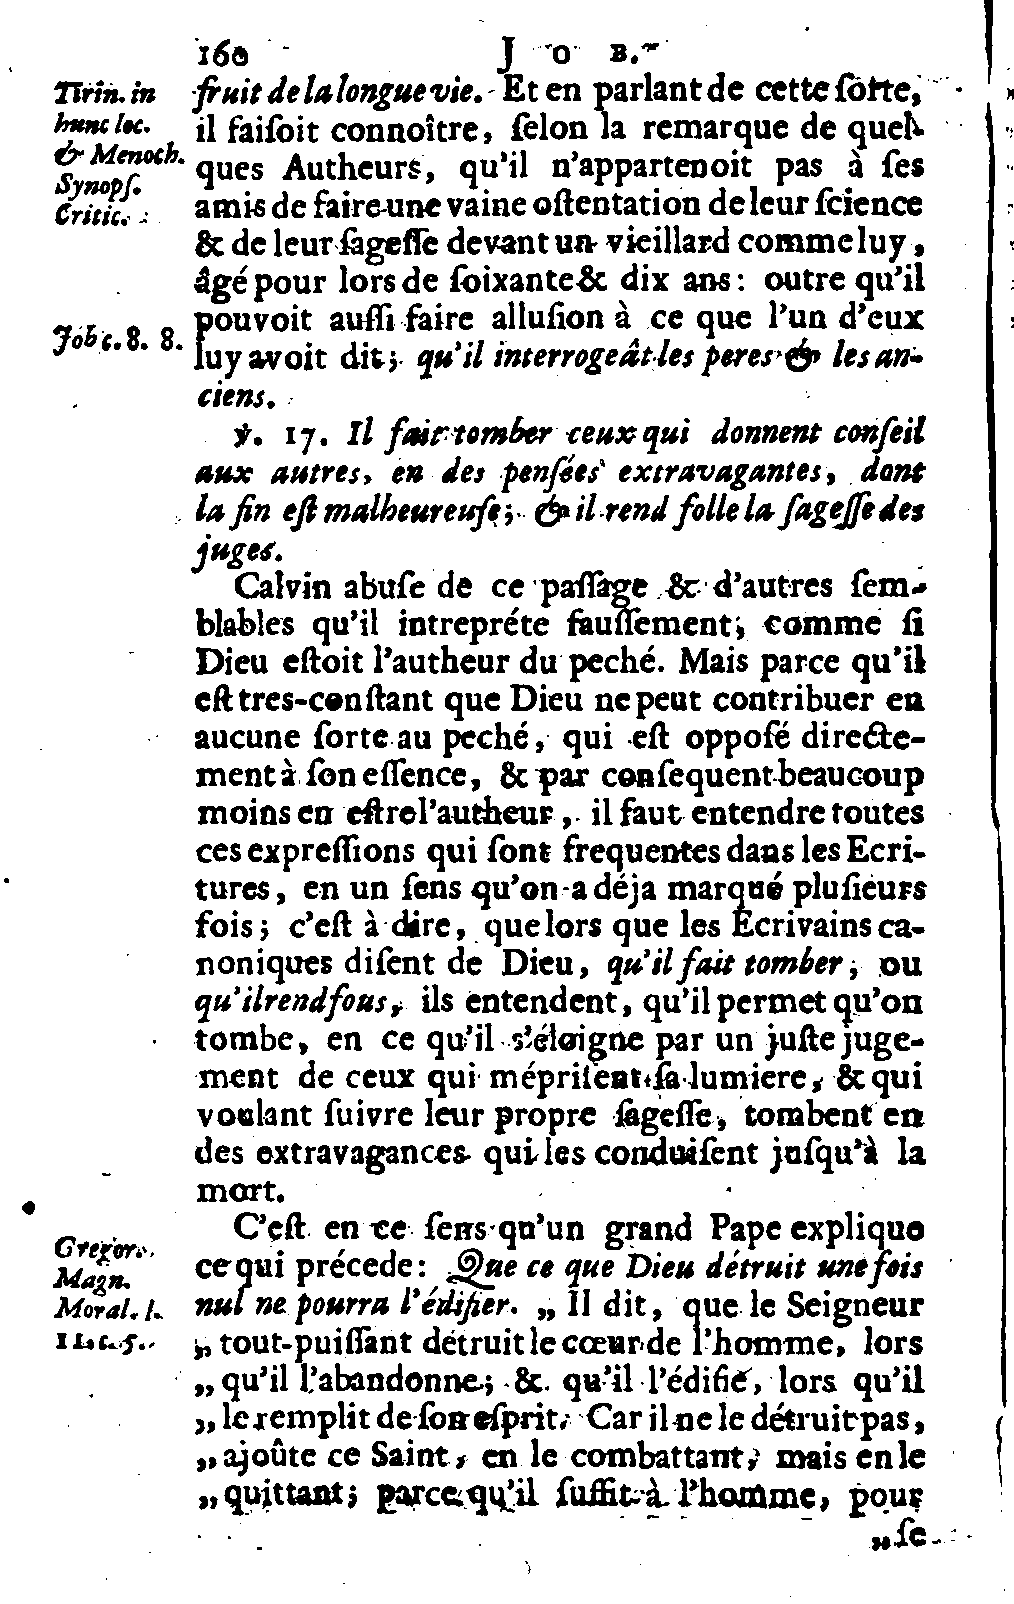 160 JOB.
Tirin. in
hunc loc.
& Menoch.
Synopſ.
Critic.
fruit de la longue vie. Et en parlant de cette ſorte,
il faiſoit connoître, ſelon la remarque de quel-
ques Autheurs, qu'il n'appartenoit pas à ſes
amis de faire une vaine oſtentation de leur ſcience
& de leur ſageſſe devant un vieillard comme luy,
âgé pour lors de ſoixante & dix ans: outre qu'il
pouvoit auſſi faire alluſion à ce que l'un d'eux
Job c. 8. 8.
luy avoit dit; qu'il interrogeât les peres & les an-
ciens.
℣. 17. Il fait tomber ceux qui donnent conſeil
aux autres, en des penſées extravagantes, dont
la fin eſt malheureuſe; & il rend folle la ſageſſe des
juges.
Calvin abuſe de ce paſſage & d'autres ſem-
blables qu'il intrepréte fauſſement, comme ſi
Dieu eſtoit l'autheur du peché. Mais parce qu'il
eſt tres-conſtant que Dieu ne peut contribuer en
aucune ſorte au peché, qui eſt oppoſé directe-
ment à ſon eſſence, & par conſequent beaucoup
moins en eſtre l'autheur, il faut entendre toutes
ces expreſſions qui ſont frequentes dans les Ecri-
tures, en un ſens qu'on a déja marqué pluſieurs
fois; c'eſt à dire, que lors que les Ecrivains ca-
noniques diſent de Dieu, qu'il fait tomber, ou
qu'il rend fous, ils entendent, qu'il permet qu'on
tombe, en ce qu'il s'éloigne par un juſte juge-
ment de ceux qui mépriſent ſa lumiere, & qui
voulant ſuivre leur propre ſageſſe, tombent en
des extravagances qui les conduiſent juſqu'à la
mort.
C'eſt en ce ſens qu'un grand Pape explique
Gregor.
Magn.
Moral. l.
11. c. 5.
ce qui précede: Que ce que Dieu détruit une fois
nul ne pourra l'édifier. „ Il dit, que le Seigneur
„ tout-puiſſant détruit le cœur de l'homme, lors
„ qu'il l'abandonne; & qu'il l'édifie, lors qu'il
„ le remplit de ſon eſprit. Car il ne le détruit pas,
„ ajoûte ce Saint, en le combattant; mais en le
„ quittant; parce qu'il ſuffit à l'homme, pour
„ ſe